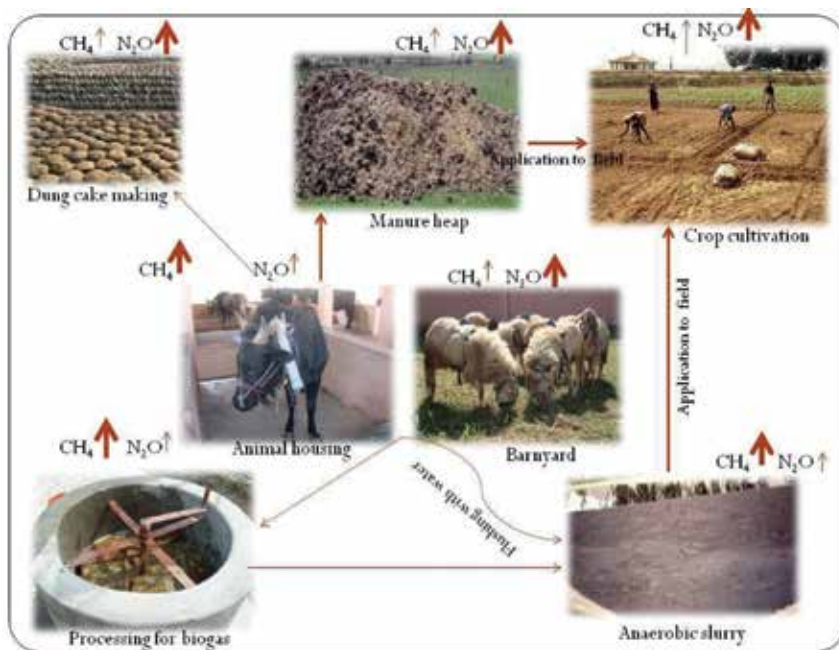 CH₄↑ N₂O↑
CH₄↑ N₂O↑
CH₄↑ N₂O↑
Dung cake making
Manure heap
Application to field
Crop cultivation
CH₄↑ N₂O↑
CH₄↑ N₂O↑
Animal housing
Barnyard
Application to field
CH₄↑ N₂O↑
Flushing with water
CH₄↑ N₂O↑
Processing for biogas
Anaerobic slurry